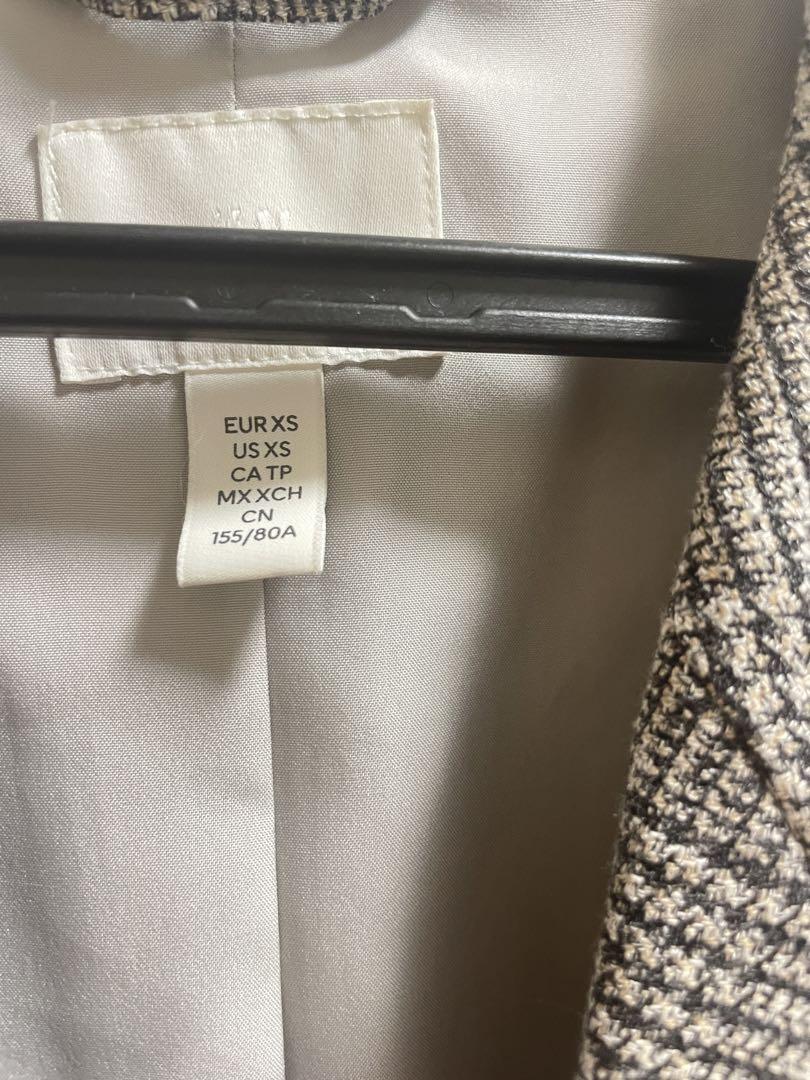 EUR XS
US XS
CA TP
MX XCH
CN
155/80A